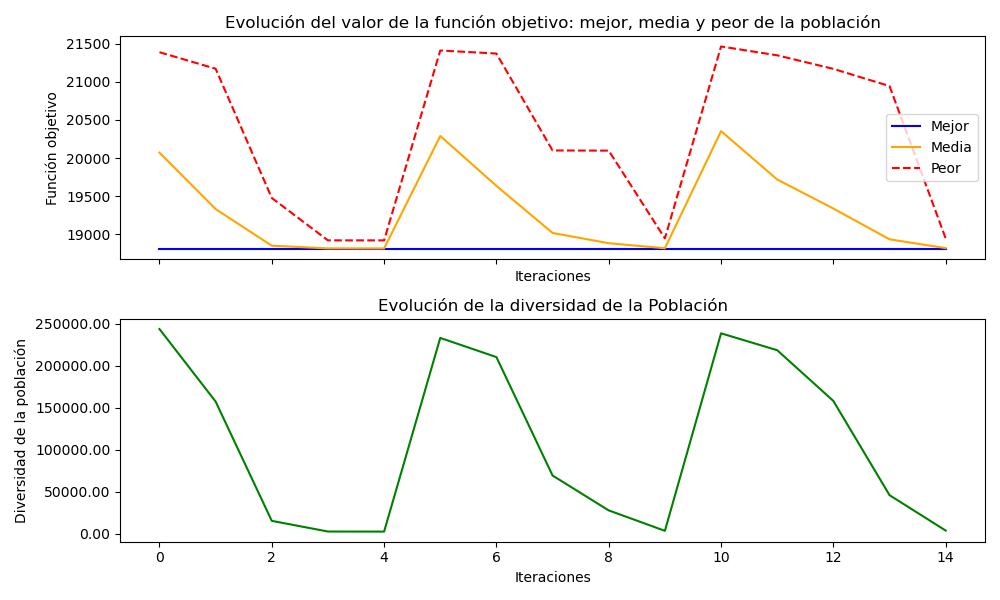 Evolución del valor de la función objetivo: mejor, media y peor de la población
21500
21000
20500
20000
19500
19000
Función objetivo
Mejor
Media
Peor
Iteraciones
Evolución de la diversidad de la Población
250000.00
200000.00
150000.00
100000.00
50000.00
0.00
Diversidad de la población
0 2 4 6 8 10 12 14
Iteraciones